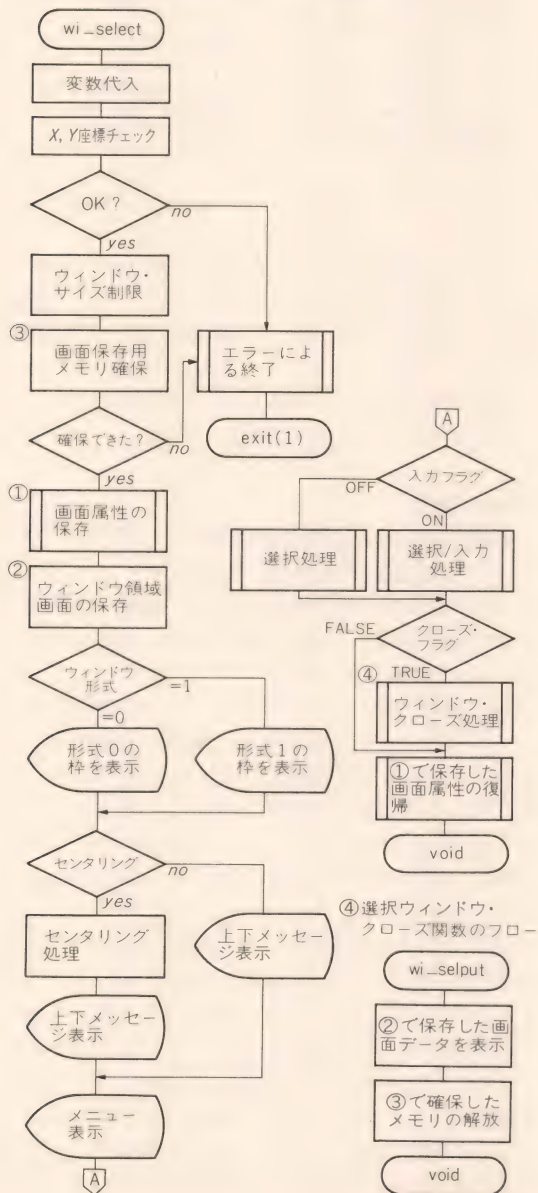 wi_select
変数代入
X, Y座標チェック
OK ?
no
yes
ウィンドウ・
サイズ制限
③
画面保存用
メモリ確保
エラーによ
る終了
確保できた?
no
exit(1)
yes
①
画面属性の
保存
②
ウィンドウ領域
画面の保存
ウィンドウ
形式
=1
=0
形式0の
枠を表示
形式1の
枠を表示
センタリング
no
yes
センタリング
処理
上下メッセー
ジ表示
上下メッセー
ジ表示
メニュー
表示
A
A
入力フラグ
OFF
ON
選択処理
選択/入力
処理
FALSE
クローズ・
フラグ
④
TRUE
ウィンドウ・
クローズ処理
①で保存した
画面属性の復
帰
void
④選択ウィンドウ・
クローズ関数のフロー
wi_selput
②で保存した画
面データを表示
③で確保した
メモリの解放
void